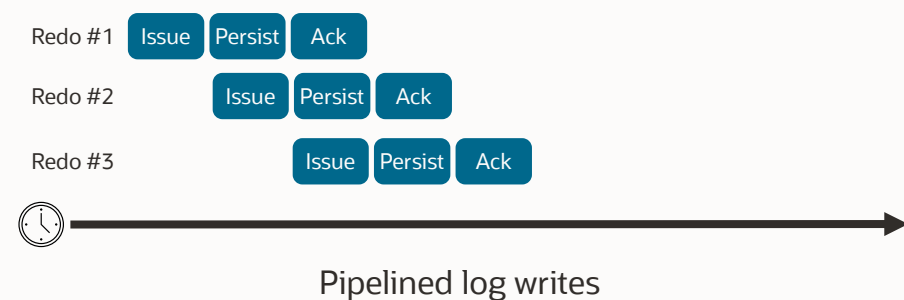 Redo #1 Issue Persist Ack
Redo #2 Issue Persist Ack
Redo #3 Issue Persist Ack
Pipelined log writes